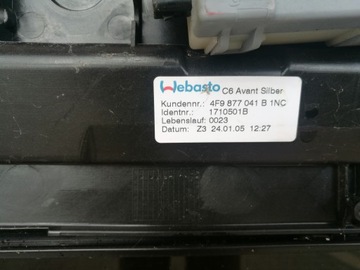 Webasto C6 Avant Silber
Kundennr.: 4F9 877 041 B 1NC
Identnr.: 1710501B
Lebenslauf: 0023
Datum: Z3 24.01.05 12:27